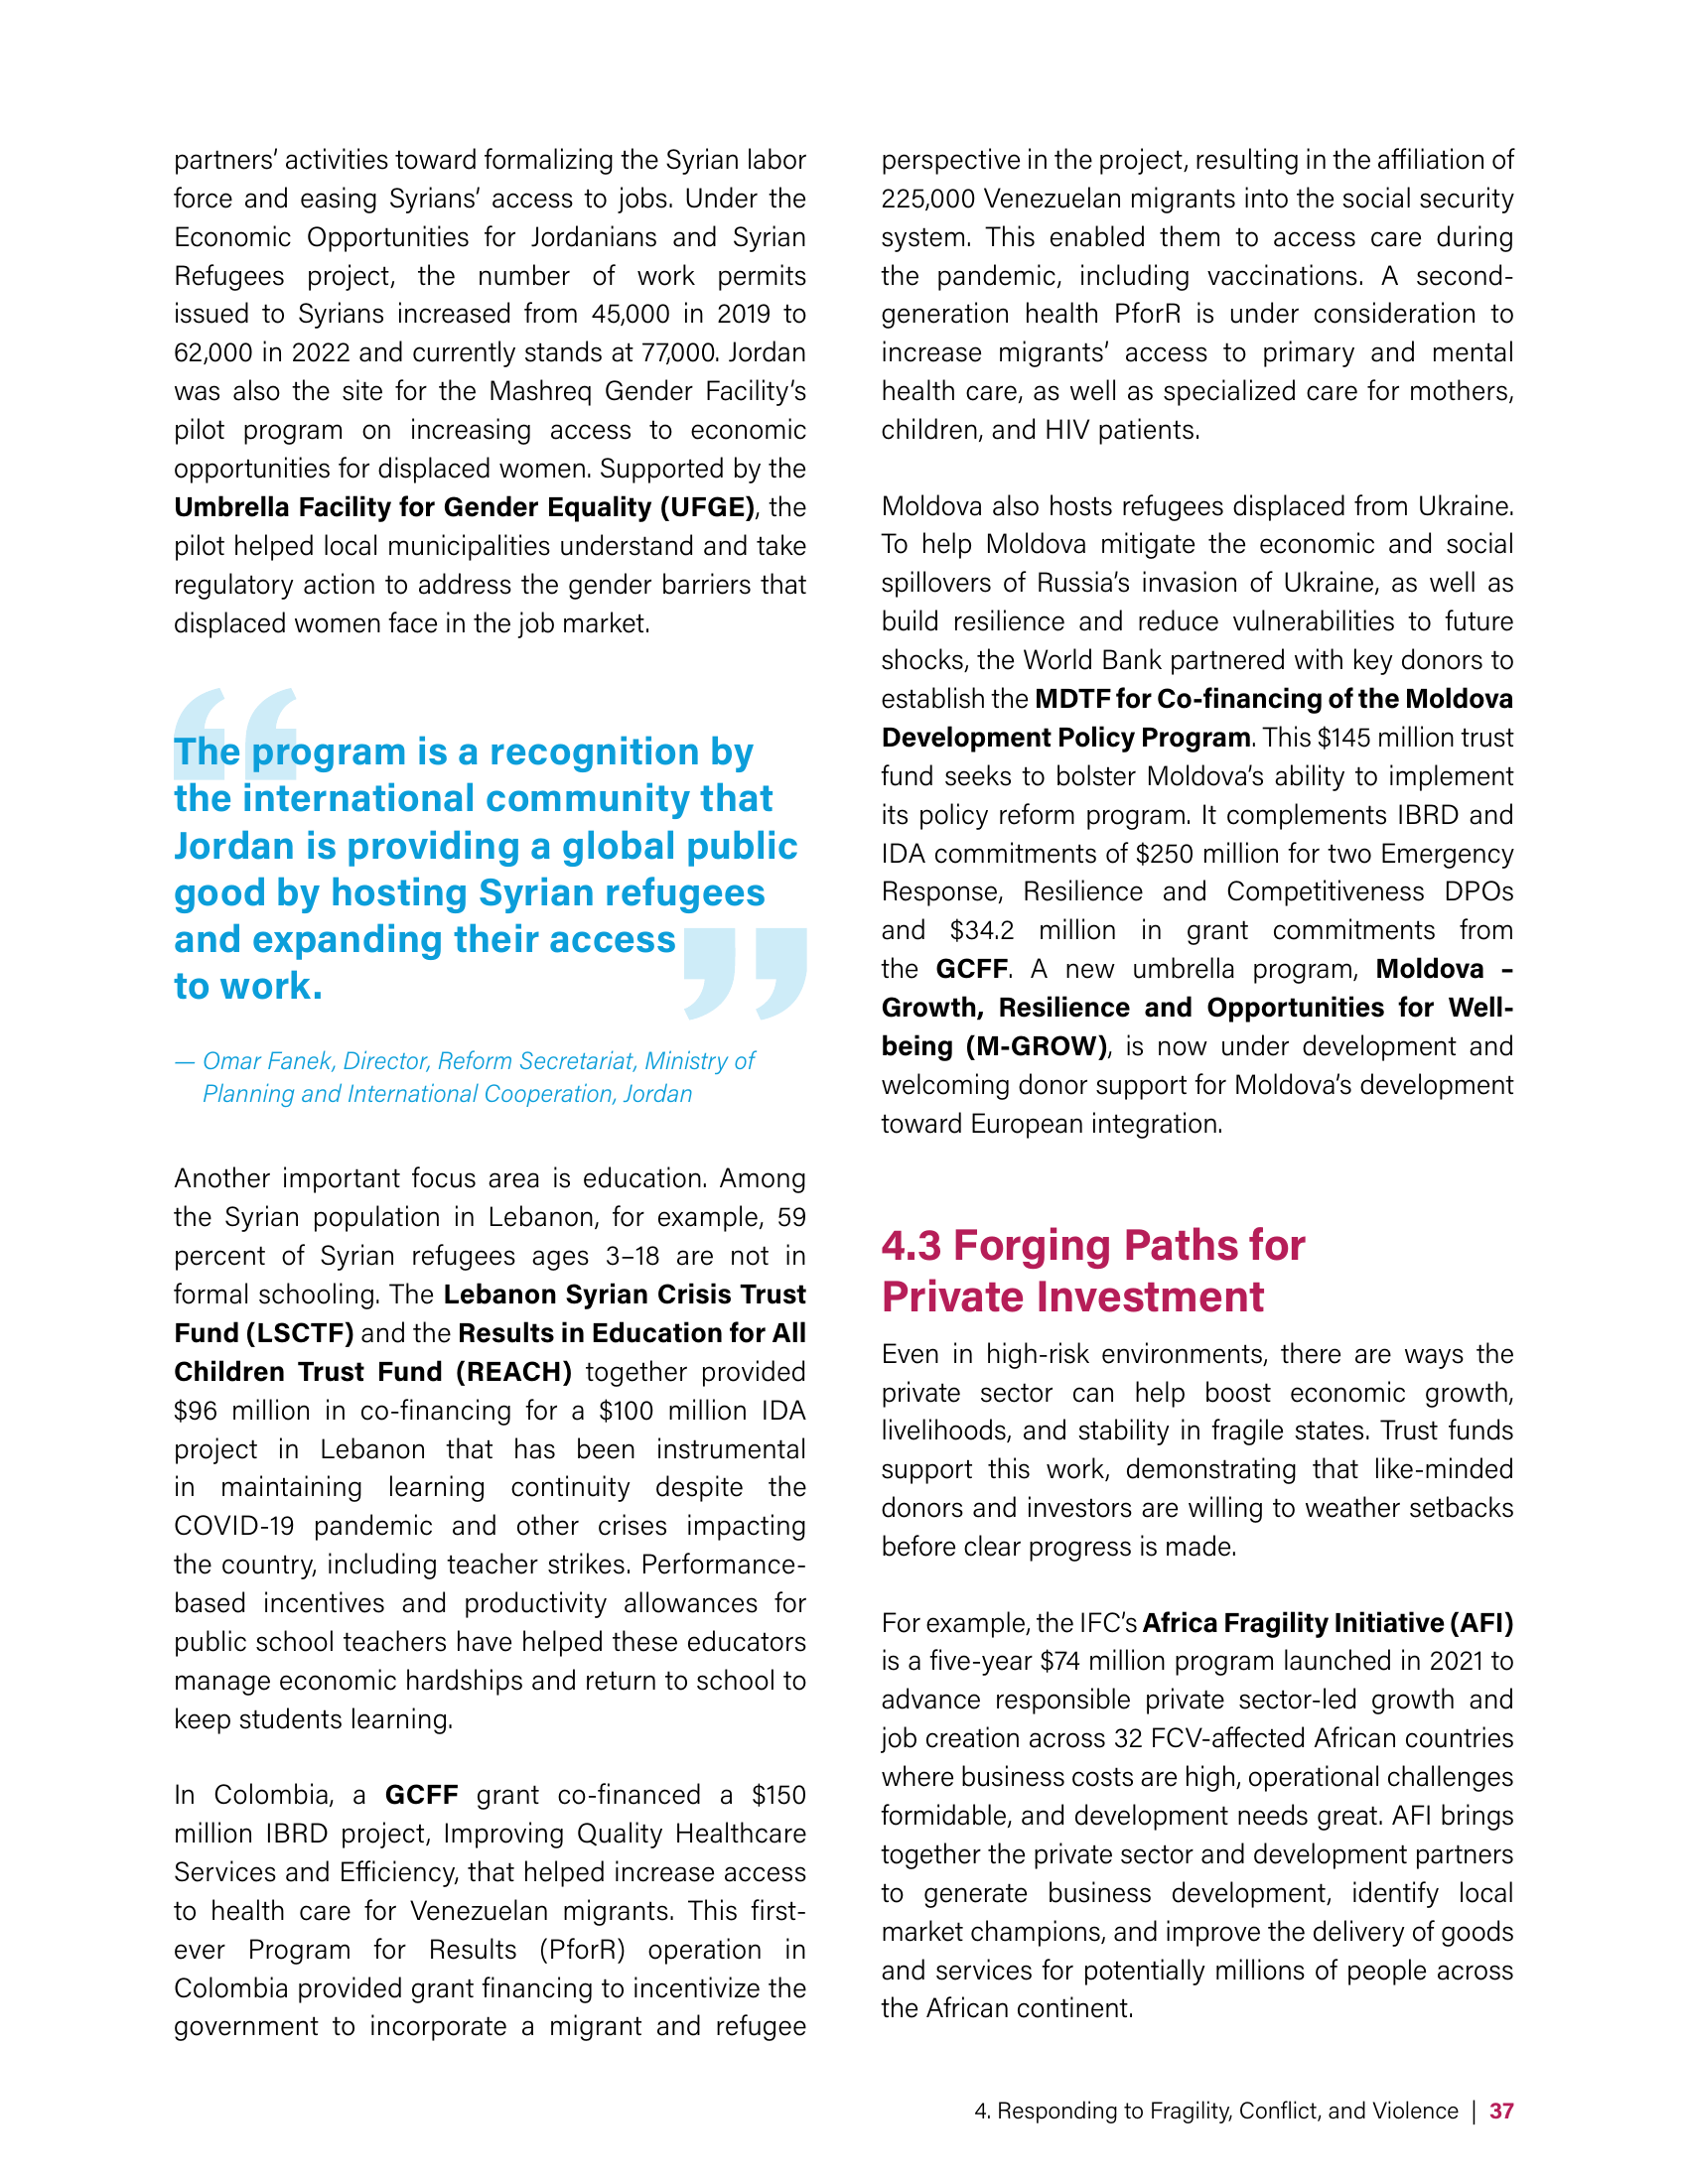 partners’ activities toward formalizing the Syrian labor
force and easing Syrians’ access to jobs. Under the
Economic Opportunities for Jordanians and Syrian
Refugees project, the number of work permits
issued to Syrians increased from 45,000 in 2019 to
62,000 in 2022 and currently stands at 77,000. Jordan
was also the site for the Mashreq Gender Facility’s
pilot program on increasing access to economic
opportunities for displaced women. Supported by the
Umbrella Facility for Gender Equality (UFGE), the
pilot helped local municipalities understand and take
regulatory action to address the gender barriers that
displaced women face in the job market.
“The program is a recognition by
the international community that
Jordan is providing a global public
good by hosting Syrian refugees
and expanding their access
to work.”
— Omar Fanek, Director, Reform Secretariat, Ministry of
Planning and International Cooperation, Jordan
Another important focus area is education. Among
the Syrian population in Lebanon, for example, 59
percent of Syrian refugees ages 3–18 are not in
formal schooling. The Lebanon Syrian Crisis Trust
Fund (LSCTF) and the Results in Education for All
Children Trust Fund (REACH) together provided
$96 million in co-financing for a $100 million IDA
project in Lebanon that has been instrumental
in maintaining learning continuity despite the
COVID-19 pandemic and other crises impacting
the country, including teacher strikes. Performance-
based incentives and productivity allowances for
public school teachers have helped these educators
manage economic hardships and return to school to
keep students learning.
In Colombia, a GCFF grant co-financed a $150
million IBRD project, Improving Quality Healthcare
Services and Efficiency, that helped increase access
to health care for Venezuelan migrants. This first-
ever Program for Results (PforR) operation in
Colombia provided grant financing to incentivize the
government to incorporate a migrant and refugee
perspective in the project, resulting in the affiliation of
225,000 Venezuelan migrants into the social security
system. This enabled them to access care during
the pandemic, including vaccinations. A second-
generation health PforR is under consideration to
increase migrants’ access to primary and mental
health care, as well as specialized care for mothers,
children, and HIV patients.
Moldova also hosts refugees displaced from Ukraine.
To help Moldova mitigate the economic and social
spillovers of Russia’s invasion of Ukraine, as well as
build resilience and reduce vulnerabilities to future
shocks, the World Bank partnered with key donors to
establish the MDTF for Co-financing of the Moldova
Development Policy Program. This $145 million trust
fund seeks to bolster Moldova’s ability to implement
its policy reform program. It complements IBRD and
IDA commitments of $250 million for two Emergency
Response, Resilience and Competitiveness DPOs
and $34.2 million in grant commitments from
the GCFF. A new umbrella program, Moldova –
Growth, Resilience and Opportunities for Well-
being (M-GROW), is now under development and
welcoming donor support for Moldova’s development
toward European integration.
4.3 Forging Paths for
Private Investment
Even in high-risk environments, there are ways the
private sector can help boost economic growth,
livelihoods, and stability in fragile states. Trust funds
support this work, demonstrating that like-minded
donors and investors are willing to weather setbacks
before clear progress is made.
For example, the IFC’s Africa Fragility Initiative (AFI)
is a five-year $74 million program launched in 2021 to
advance responsible private sector-led growth and
job creation across 32 FCV-affected African countries
where business costs are high, operational challenges
formidable, and development needs great. AFI brings
together the private sector and development partners
to generate business development, identify local
market champions, and improve the delivery of goods
and services for potentially millions of people across
the African continent.
4. Responding to Fragility, Conflict, and Violence | 37